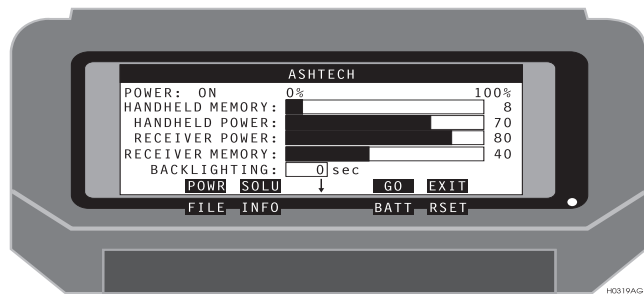 ASHTECH
POWER: ON 0% 100%
HANDHELD MEMORY: 8
HANDHELD POWER: 70
RECEIVER POWER: 80
RECEIVER MEMORY: 40
BACKLIGHTING: 0 sec
POWR SOLU ↓ GO EXIT
FILE INFO BATT RSET
H0319AG